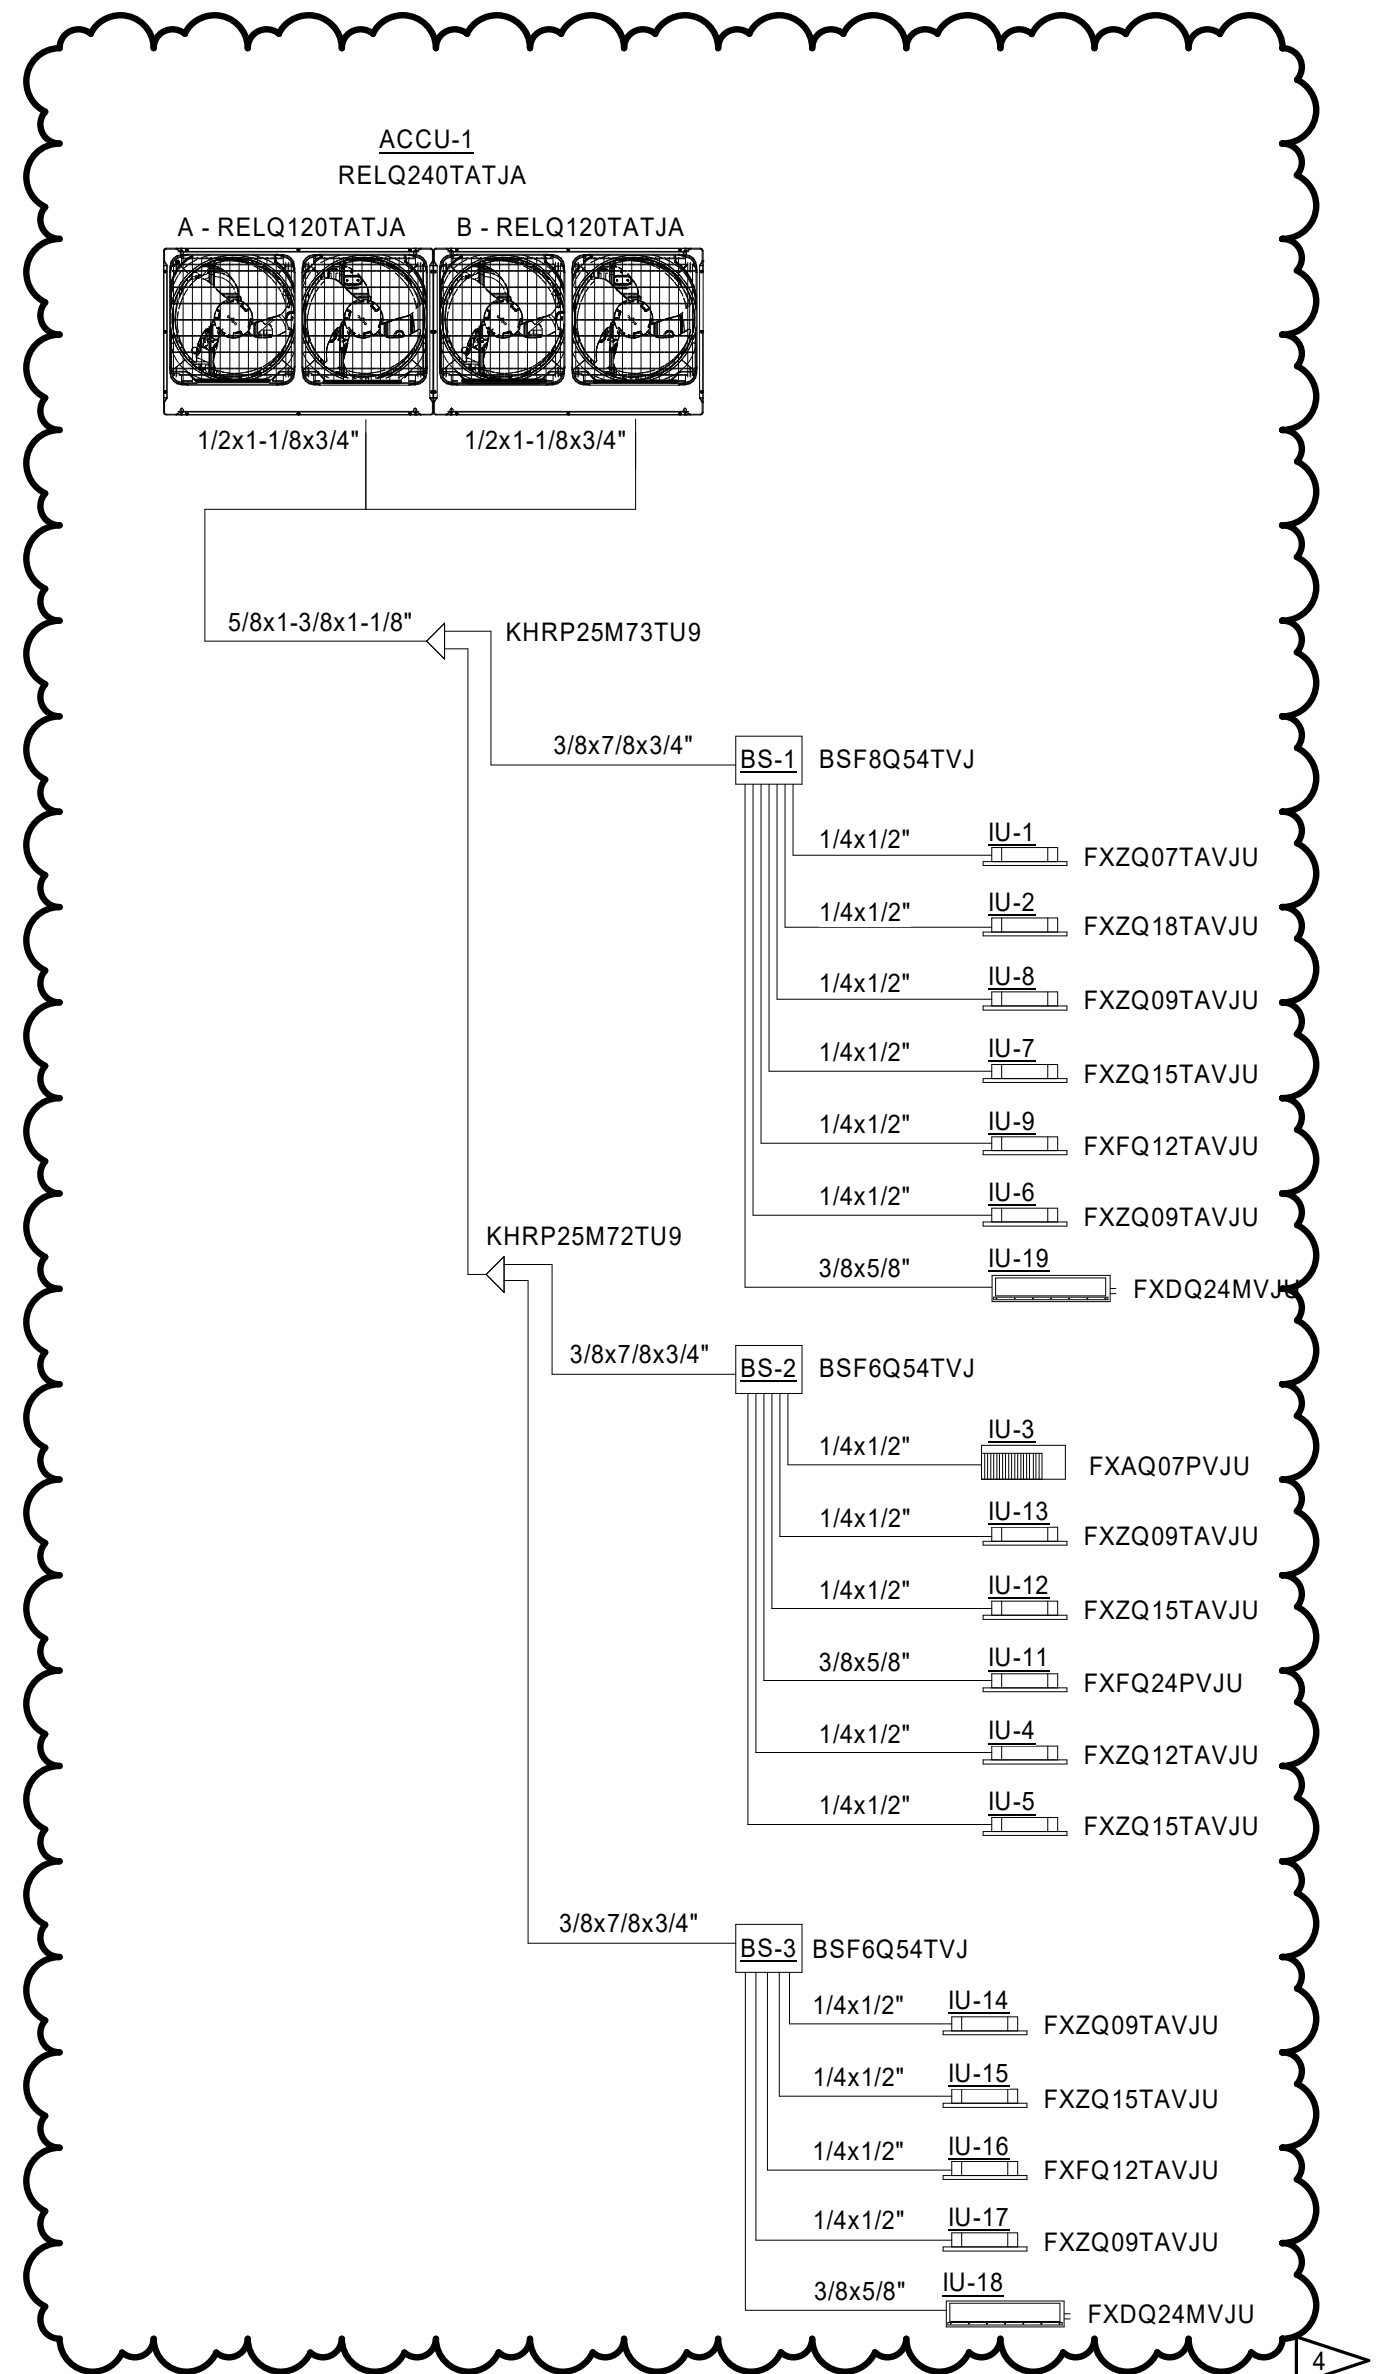 ACCU-1
RELQ240TATJA
A - RELQ120TATJA B - RELQ120TATJA
1/2x1-1/8x3/4" 1/2x1-1/8x3/4"
5/8x1-3/8x1-1/8" KHRP25M73TU9
3/8x7/8x3/4" BS-1 BSF8Q54TVJ
1/4x1/2" IU-1 FXZQ07TAVJU
1/4x1/2" IU-2 FXZQ18TAVJU
1/4x1/2" IU-8 FXZQ09TAVJU
1/4x1/2" IU-7 FXZQ15TAVJU
1/4x1/2" IU-9 FXFQ12TAVJU
1/4x1/2" IU-6 FXZQ09TAVJU
KHRP25M72TU9
3/8x5/8" IU-19 FXDQ24MVJU
3/8x7/8x3/4" BS-2 BSF6Q54TVJ
1/4x1/2" IU-3 FXAQ07PVJU
1/4x1/2" IU-13 FXZQ09TAVJU
1/4x1/2" IU-12 FXZQ15TAVJU
3/8x5/8" IU-11 FXFQ24PVJU
1/4x1/2" IU-4 FXZQ12TAVJU
1/4x1/2" IU-5 FXZQ15TAVJU
3/8x7/8x3/4" BS-3 BSF6Q54TVJ
1/4x1/2" IU-14 FXZQ09TAVJU
1/4x1/2" IU-15 FXZQ15TAVJU
1/4x1/2" IU-16 FXFQ12TAVJU
1/4x1/2" IU-17 FXZQ09TAVJU
3/8x5/8" IU-18 FXDQ24MVJU
4